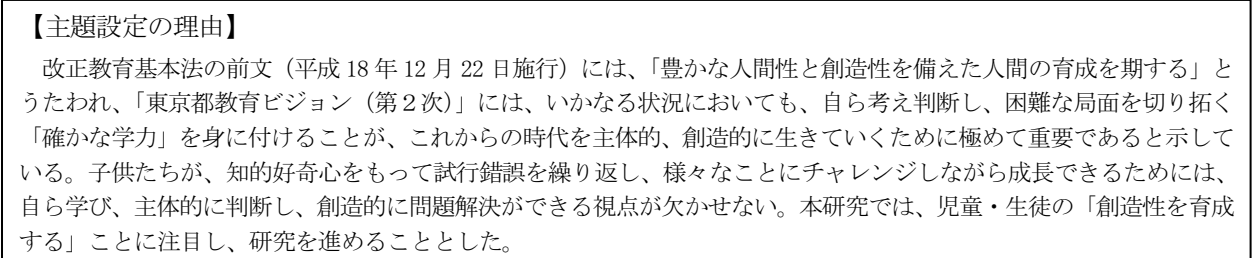 【主題設定の理由】
改正教育基本法の前文（平成 18 年 12 月 22 日施行）には、「豊かな人間性と創造性を備えた人間の育成を期する」と
うたわれ、「東京都教育ビジョン（第２次）」には、いかなる状況においても、自ら考え判断し、困難な局面を切り拓く
「確かな学力」を身に付けることが、これからの時代を主体的、創造的に生きていくために極めて重要であると示して
いる。子供たちが、知的好奇心をもって試行錯誤を繰り返し、様々なことにチャレンジしながら成長できるためには、
自ら学び、主体的に判断し、創造的に問題解決ができる視点が欠かせない。本研究では、児童・生徒の「創造性を育成
する」ことに注目し、研究を進めることとした。